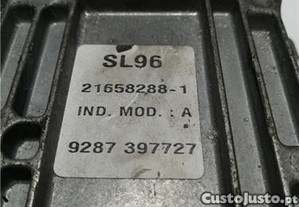 SL96
21658288-1
IND. MOD. : A
9287 397727
CustoJusto.pt